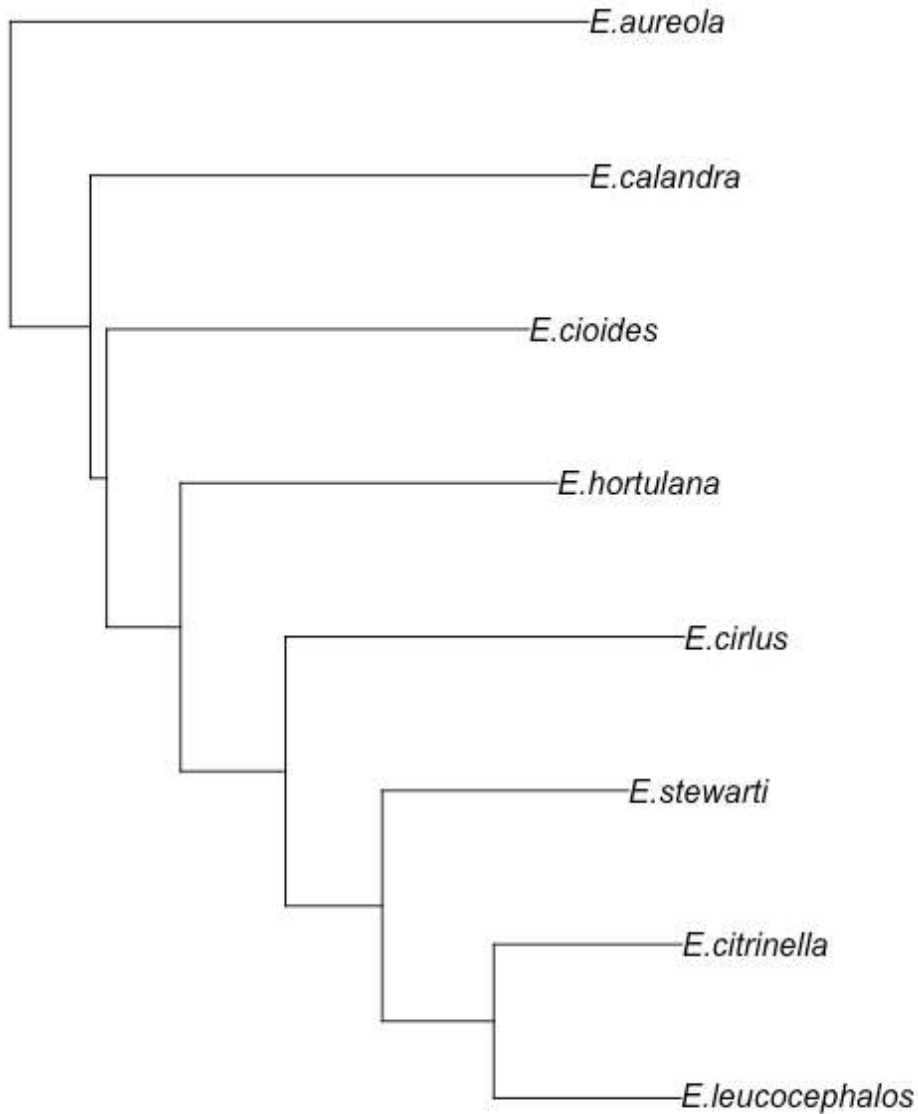 E.aureola
E.calandra
E.cioides
E.hortulana
E.cirlus
E.stewarti
E.citrinella
E.leucocephalos